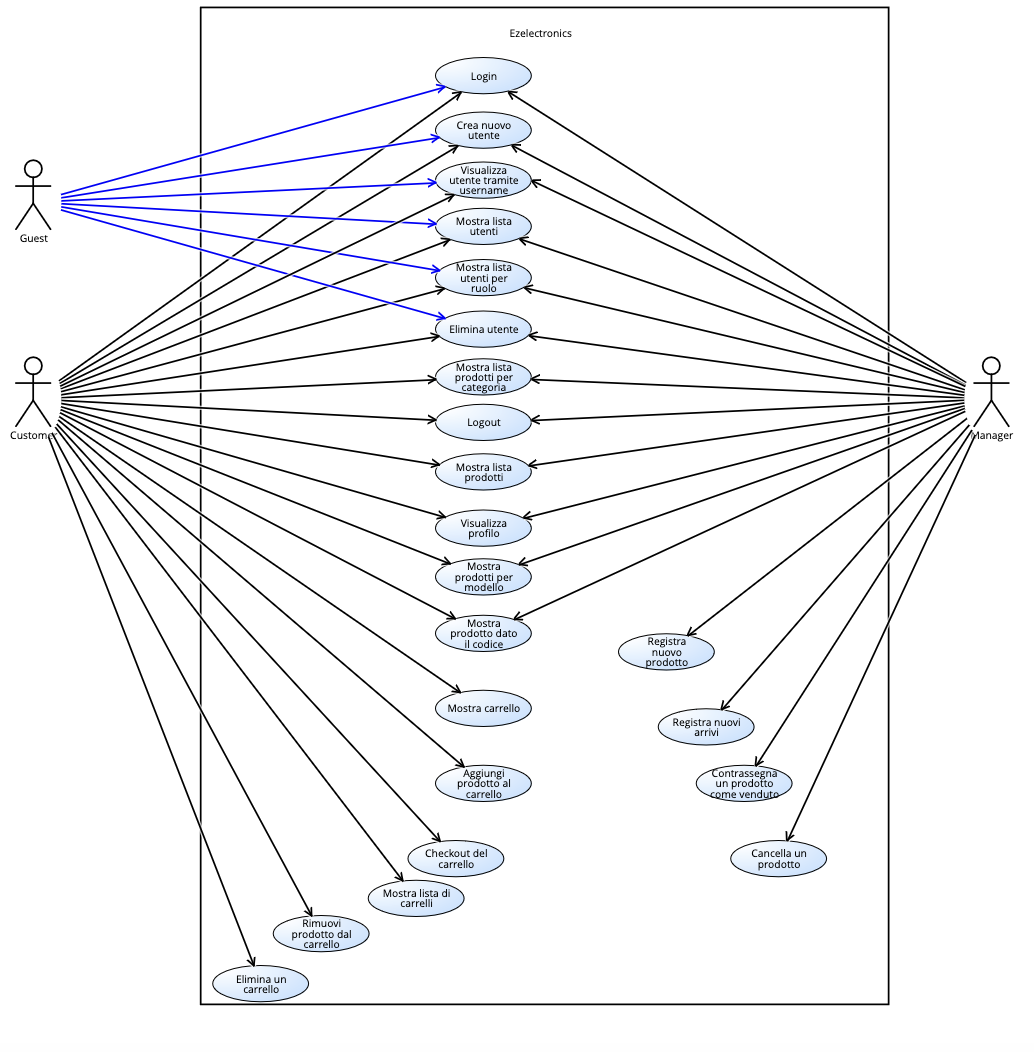 Ezelectronics
Login
Crea nuovo
utente
Visualizza
utente tramite
username
Guest
Mostra lista
utenti
Mostra lista
utenti per
ruolo
Elimina utente
Mostra lista
prodotti per
categoria
Logout
Customer
Manager
Mostra lista
prodotti
Visualizza
profilo
Mostra
prodotti per
modello
Mostra
prodotto dato
il codice
Registra
nuovo
prodotto
Mostra carrello
Registra nuovi
arrivi
Aggiungi
prodotto al
carrello
Contrassegna
un prodotto
come venduto
Checkout del
carrello
Cancella un
prodotto
Mostra lista di
carrelli
Rimuovi
prodotto dal
carrello
Elimina un
carrello